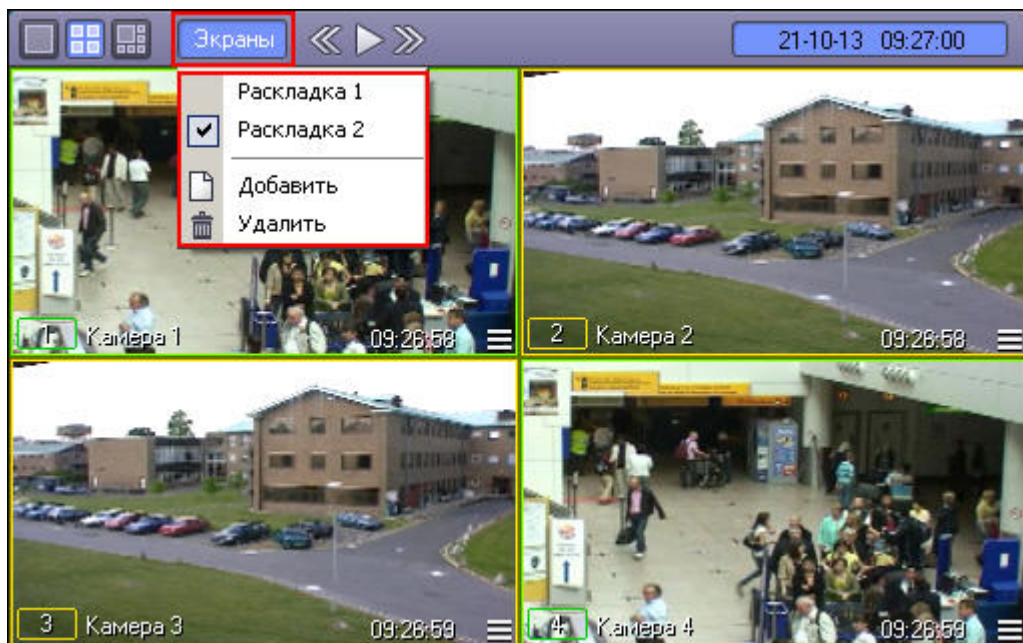 Экраны
21-10-13 09:27:00
Раскладка 1
Раскладка 2
Добавить
Удалить
1 Камера 1 09:26:58
2 Камера 2 09:26:58
3 Камера 3 09:26:59
4 Камера 4 09:26:59